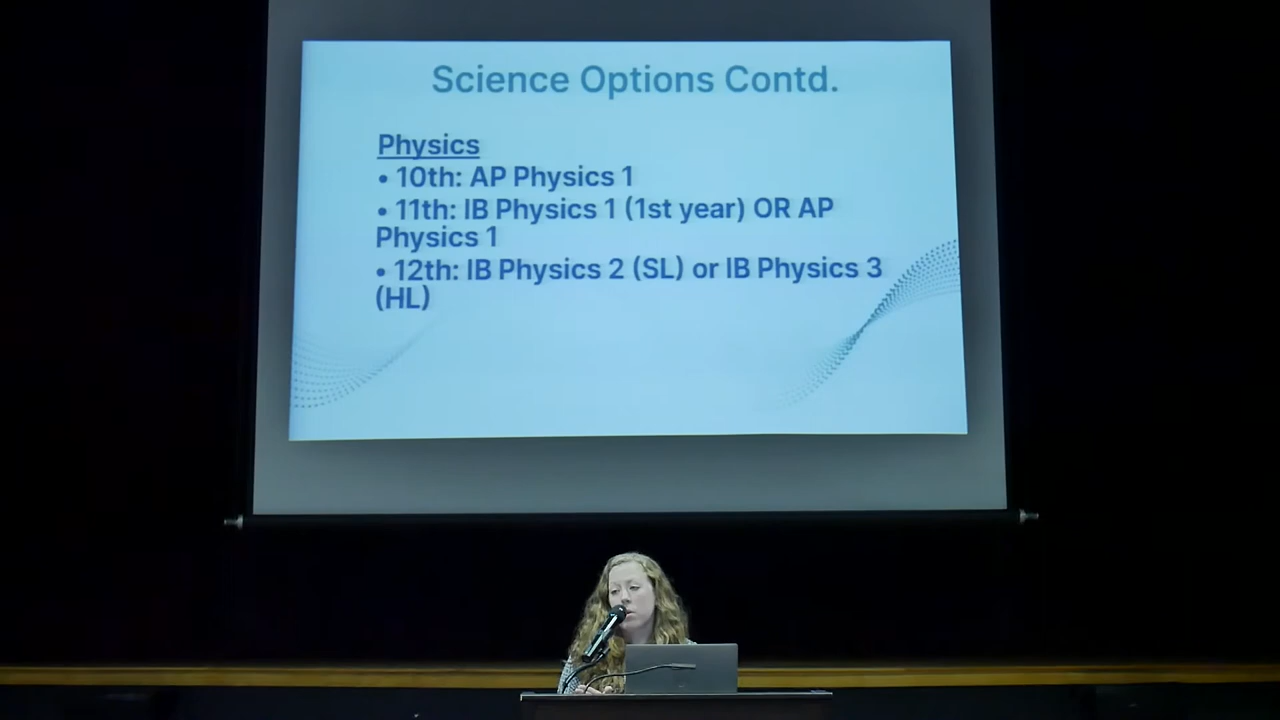 Science Options Contd.
Physics
• 10th: AP Physics 1
• 11th: IB Physics 1 (1st year) OR AP
Physics 1
• 12th: IB Physics 2 (SL) or IB Physics 3
(HL)